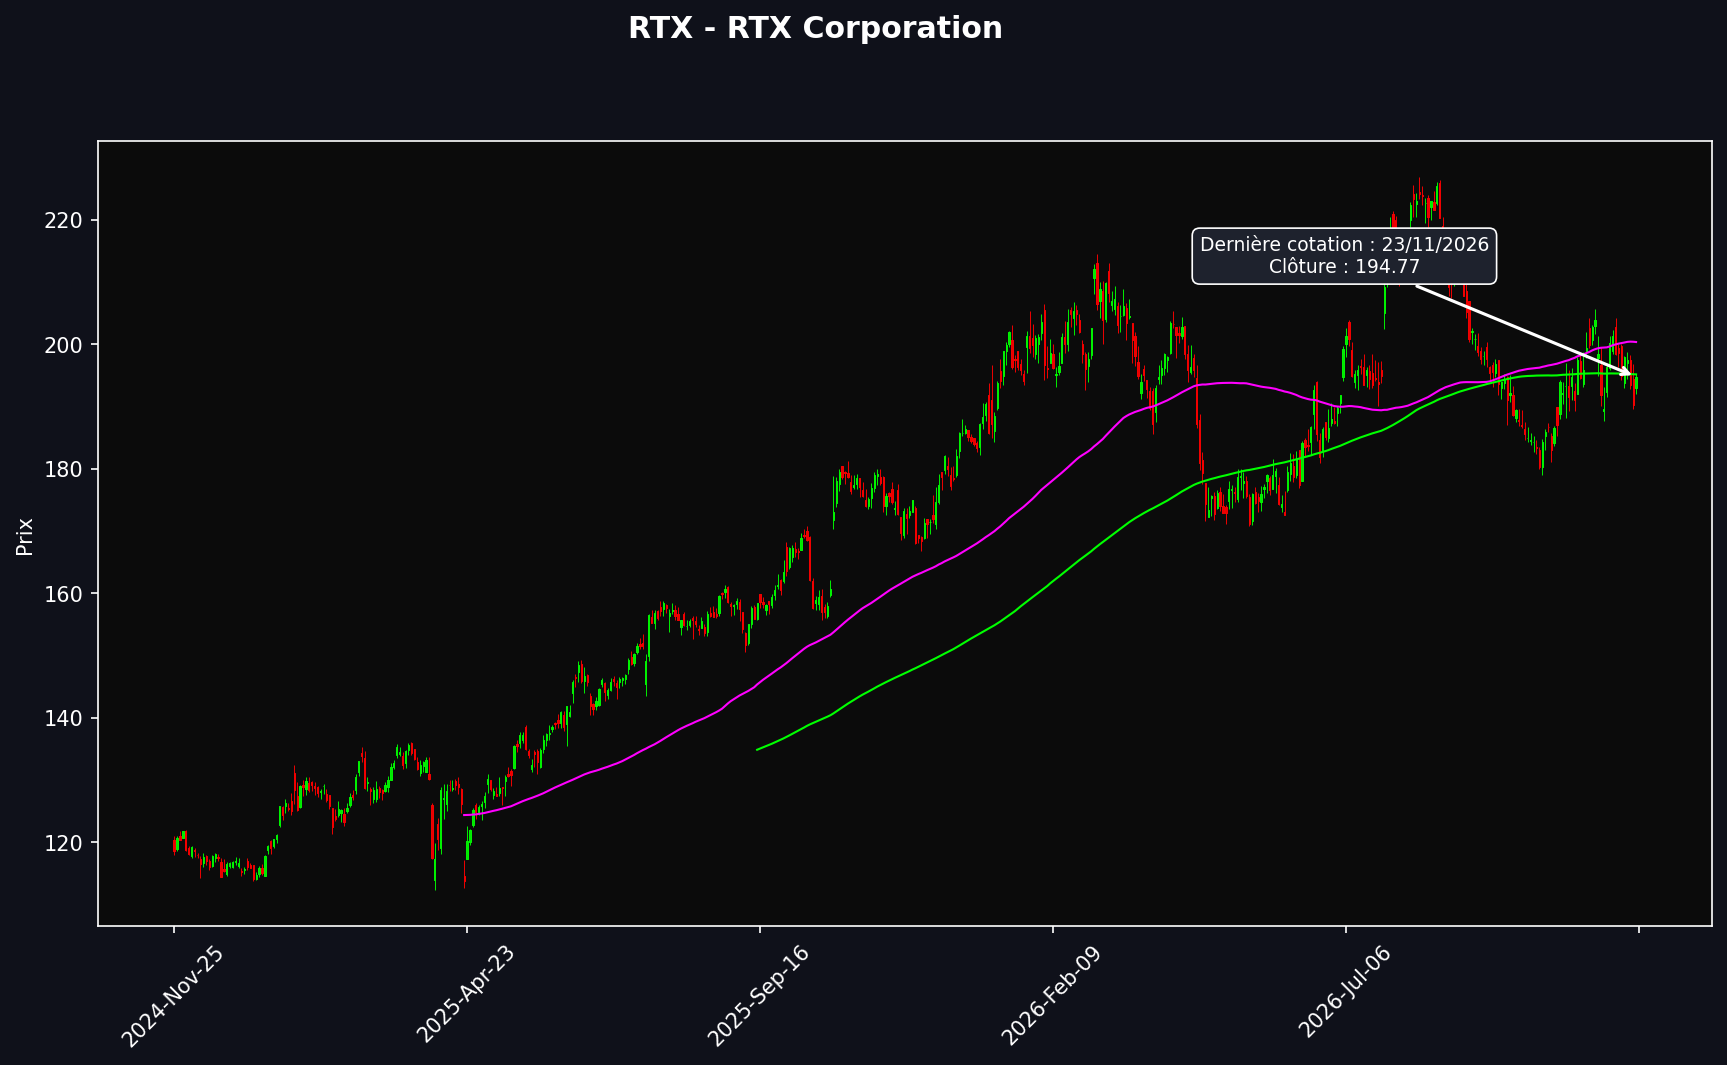 RTX - RTX Corporation
Dernière cotation : 23/11/2026
Clôture : 194.77
Prix
220
200
180
160
140
120
2024-Nov-25
2025-Apr-23
2025-Sep-16
2026-Feb-09
2026-Jul-06